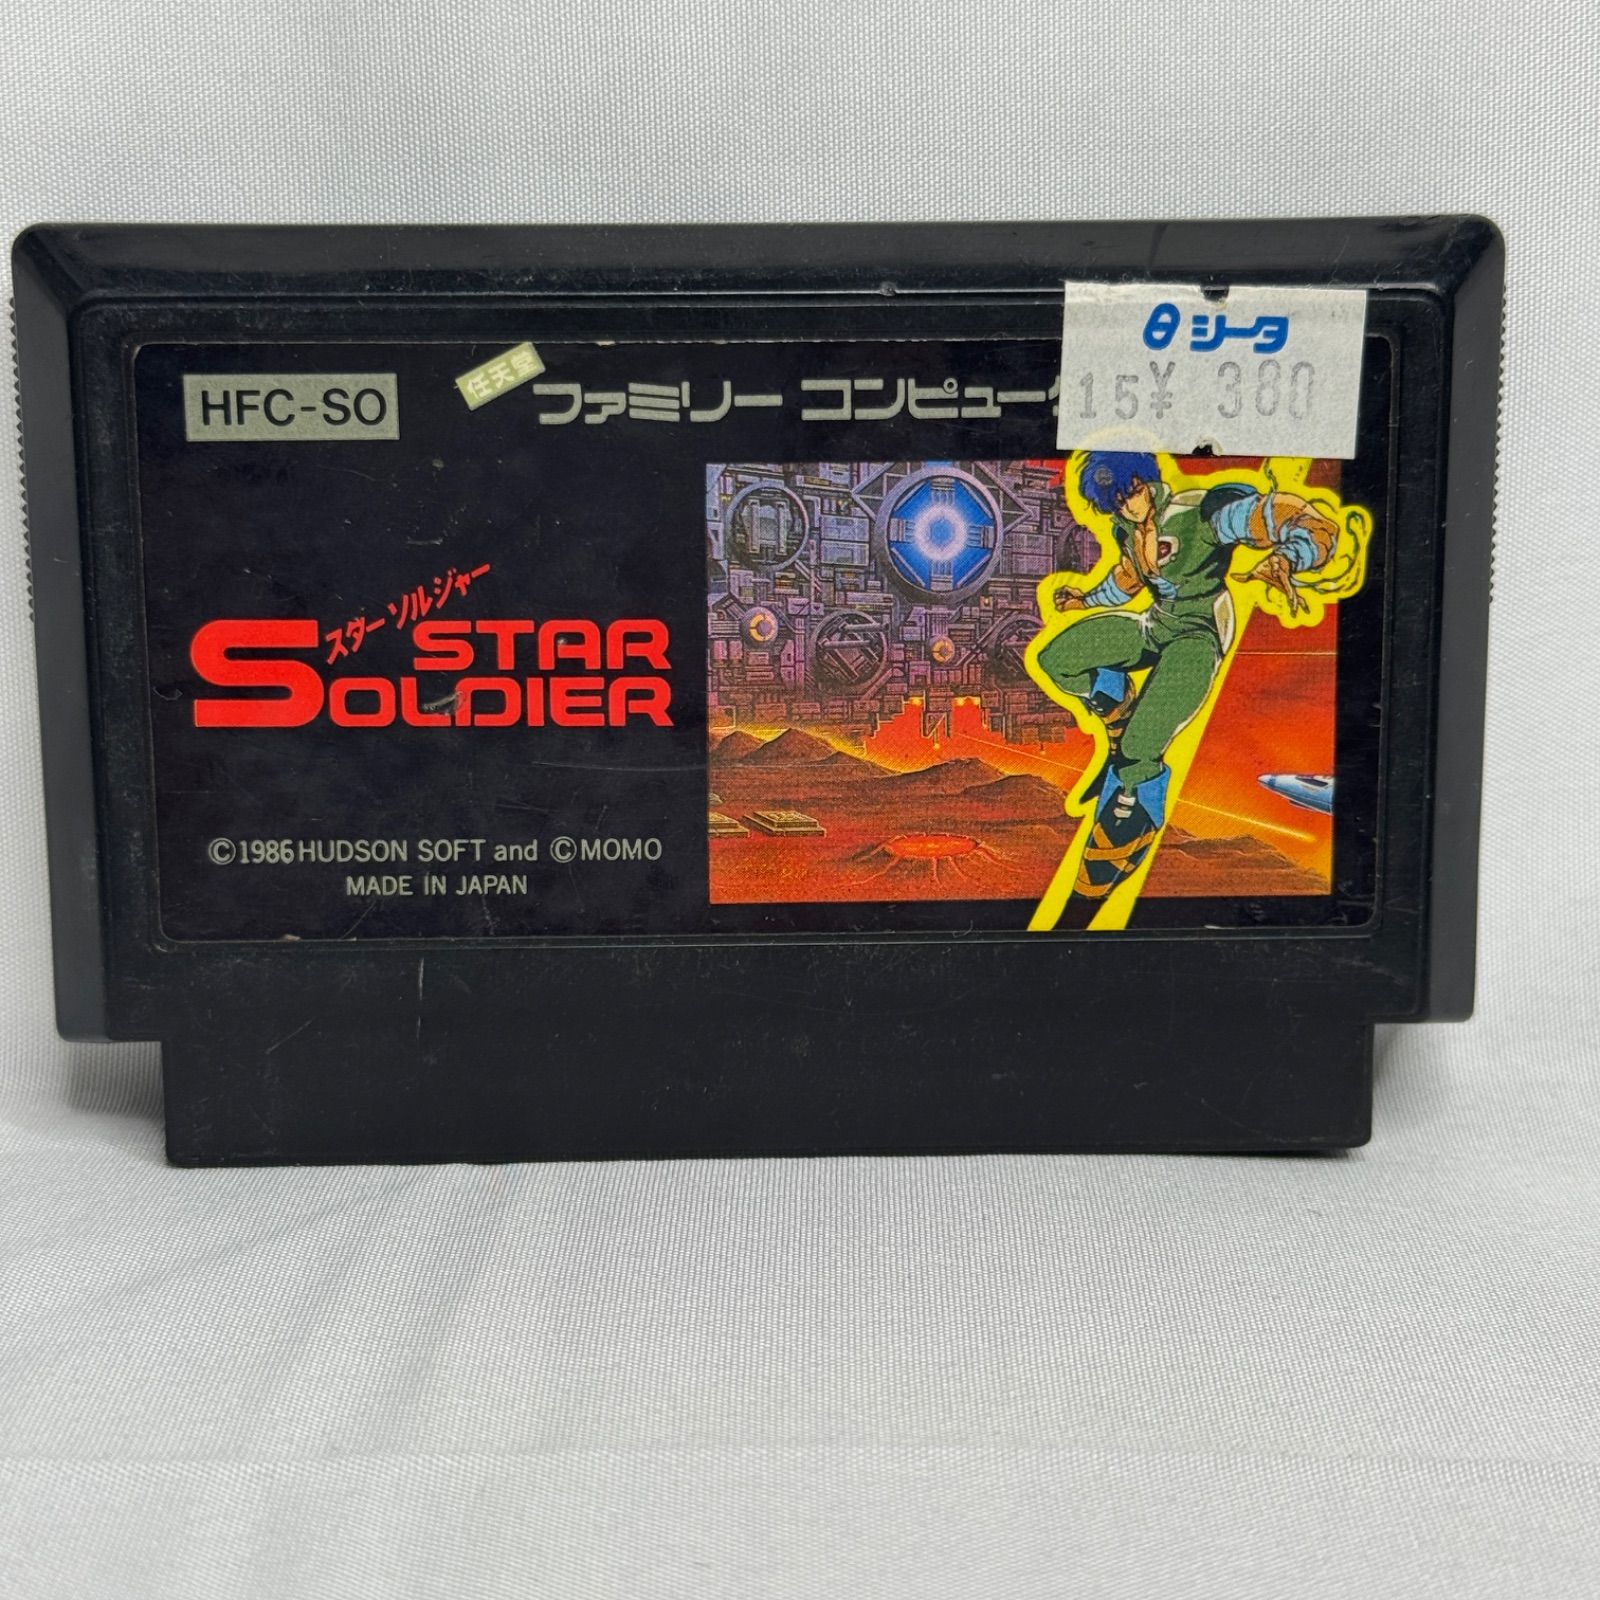 θ シータ
15¥ 380
HFC-SO
任天堂
ファミリー コンピュータ
スター ソルジャー
STAR
SOLDIER
©1986 HUDSON SOFT and ©MOMO
MADE IN JAPAN